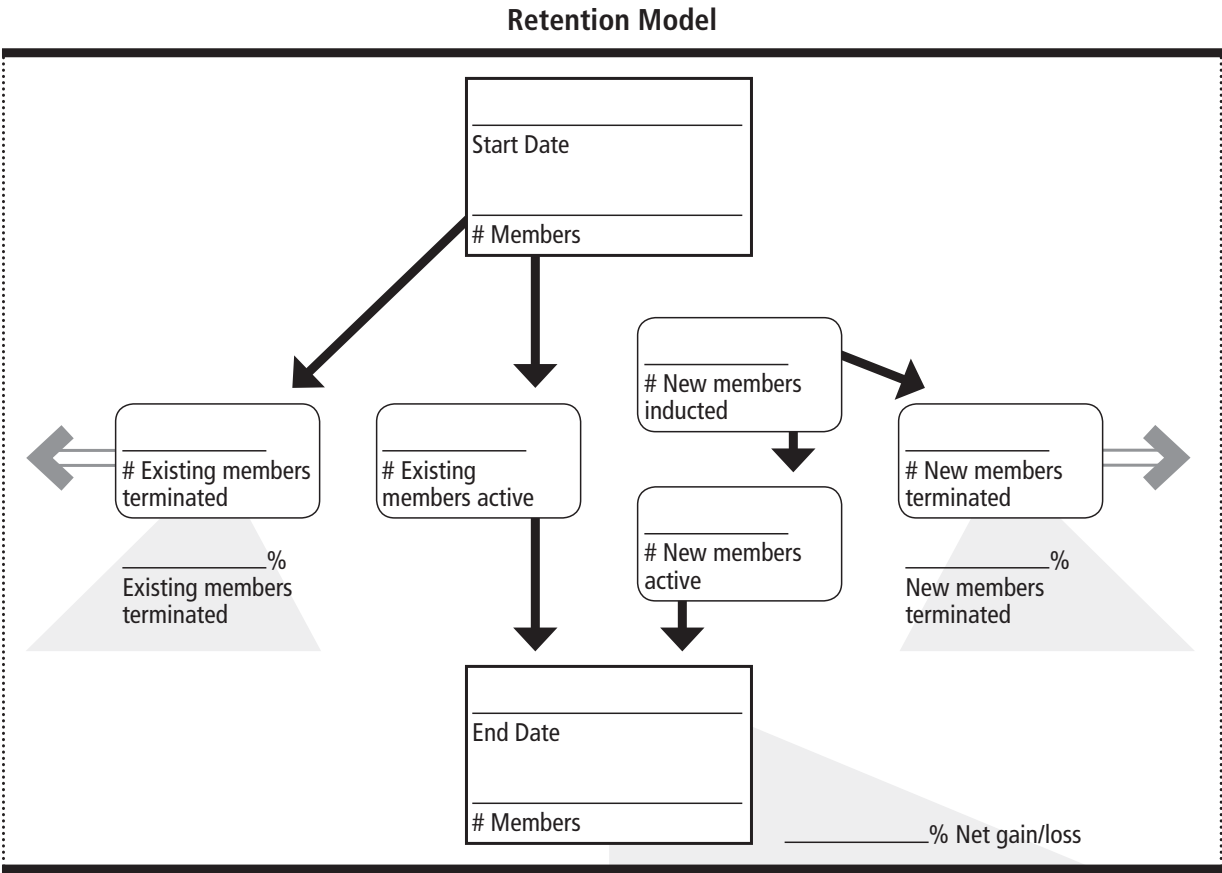 Retention Model
Start Date
# Members
# New members
inducted
# Existing members
terminated
# Existing
members active
# New members
terminated
# New members
active
%
Existing members
terminated
%
New members
terminated
End Date
# Members
% Net gain/loss